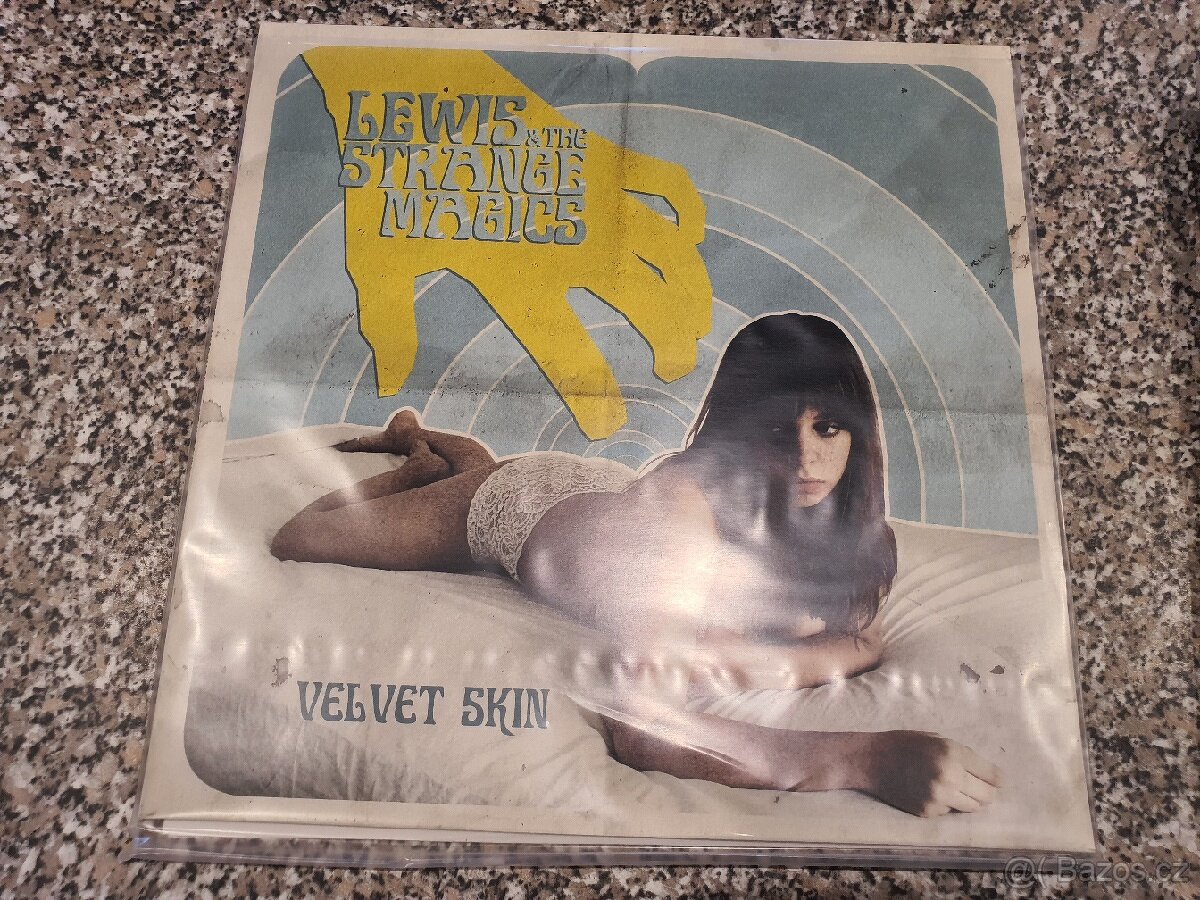 LEWIS
& THE
STRANGE
MAGICS
VELVET SKIN
@( Bazos.cz